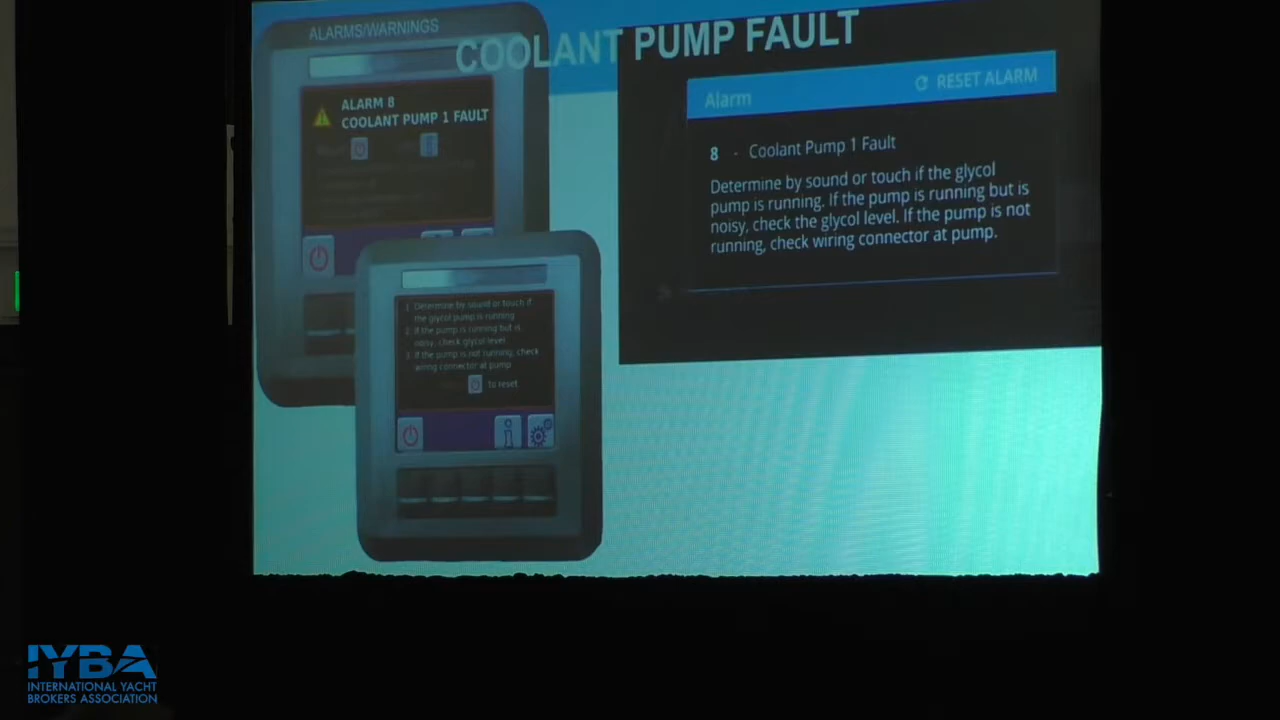 ALARMS/WARNINGS
COOLANT PUMP FAULT
ALARM 8
COOLANT PUMP 1 FAULT
Alarm
RESET ALARM
8 - Coolant Pump 1 Fault
Determine by sound or touch if the glycol
pump is running. If the pump is running but is
noisy, check the glycol level. If the pump is not
running, check wiring connector at pump.
1. Determine by sound or touch if
the glycol pump is running
2. If the pump is running but is
noisy, check glycol level
3. If the pump is not running, check
wiring connector at pump
to reset
IYBA
INTERNATIONAL YACHT
BROKERS ASSOCIATION